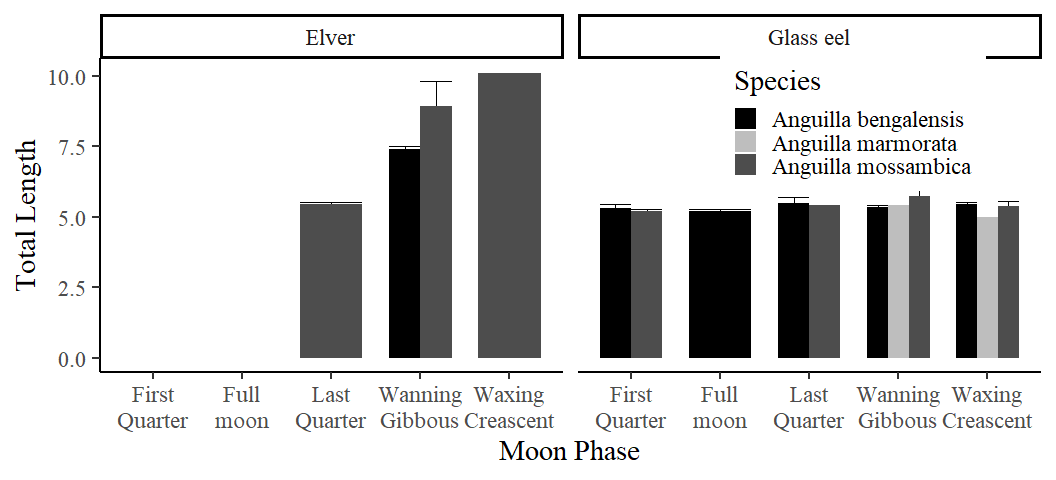 Elver
Glass eel
Species
Anguilla bengalensis
Anguilla marmorata
Anguilla mossambica
Total Length
10.0
7.5
5.0
2.5
0.0
First Quarter
Full moon
Last Quarter
Wanning Gibbous
Waxing Creascent
First Quarter
Full moon
Last Quarter
Wanning Gibbous
Waxing Creascent
Moon Phase